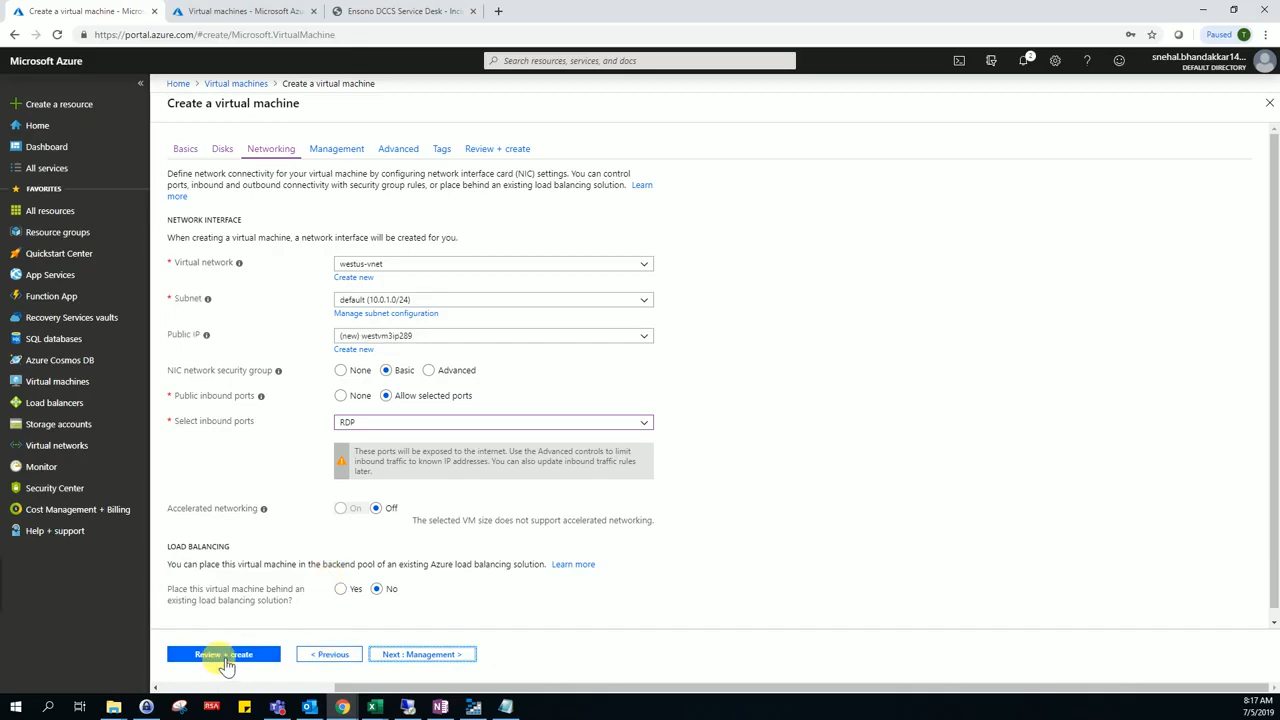 Create a virtual machine - Micros
Virtual machines - Microsoft Azu
Ensono DCCS Service Desk - Inci
https://portal.azure.com/#create/Microsoft.VirtualMachine
Paused
T
Microsoft Azure
Search resources, services, and docs
2
snehal.bhandakkar14...
DEFAULT DIRECTORY
Create a resource
Home
Dashboard
All services
FAVORITES
All resources
Resource groups
Quickstart Center
App Services
Function App
Recovery Services vaults
SQL databases
Azure Cosmos DB
Virtual machines
Load balancers
Storage accounts
Virtual networks
Monitor
Security Center
Cost Management + Billing
Help + support
Home > Virtual machines > Create a virtual machine
Create a virtual machine
Basics Disks Networking Management Advanced Tags Review + create
Define network connectivity for your virtual machine by configuring network interface card (NIC) settings. You can control
ports, inbound and outbound connectivity with security group rules, or place behind an existing load balancing solution. Learn
more
NETWORK INTERFACE
When creating a virtual machine, a network interface will be created for you.
* Virtual network westus-vnet
Create new
* Subnet default (10.0.1.0/24)
Manage subnet configuration
Public IP (new) westvm3ip289
Create new
NIC network security group None Basic Advanced
* Public inbound ports None Allow selected ports
* Select inbound ports RDP
These ports will be exposed to the internet. Use the Advanced controls to limit
inbound traffic to known IP addresses. You can also update inbound traffic rules
later.
Accelerated networking On Off
The selected VM size does not support accelerated networking.
LOAD BALANCING
You can place this virtual machine in the backend pool of an existing Azure load balancing solution. Learn more
Place this virtual machine behind an
existing load balancing solution? Yes No
Review + create < Previous Next : Management >
RSA
8:17 AM
7/5/2019